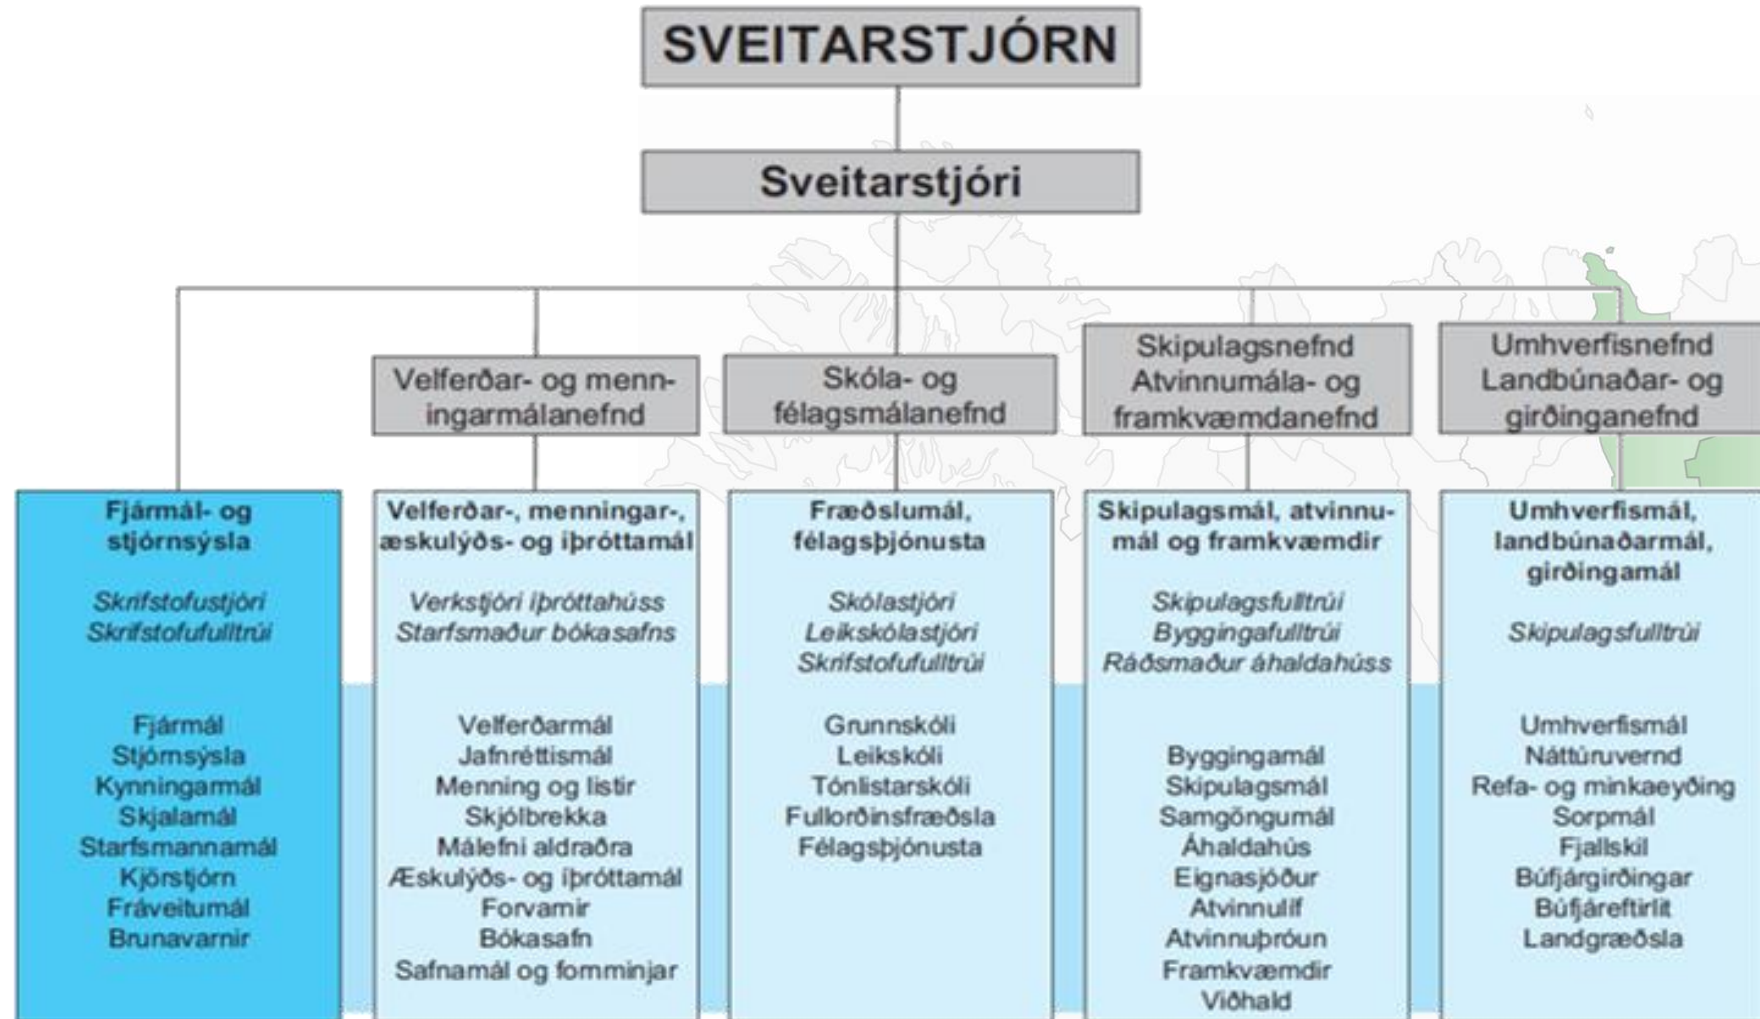 SVEITARSTJÓRN
Sveitarstjóri
Velferðar- og menn-
ingarmálanefnd
Skóla- og
félagsmálanefnd
Skipulagsnefnd
Atvinnumála- og
framkvæmdanefnd
Umhverfisnefnd
Landbúnaðar- og
girðinganefnd
Fjármál- og
stjórnsýsla
Skrifstofustjóri
Skrifstofufulltrúi
Fjármál
Stjórnsýsla
Kynningarmál
Skjalamál
Starfsmannamál
Kjörstjórn
Fráveitumál
Brunavarnir
Velferðar-, menningar-,
æskulýðs- og íþróttamál
Verkstjóri íþróttahúss
Starfsmaður bókasafns
Velferðarmál
Jafnréttismál
Menning og listir
Skjólbrekka
Málefni aldraðra
Æskulýðs- og íþróttamál
Forvarnir
Bókasafn
Safnamál og fornminjar
Fræðslumál,
félagsþjónusta
Skólastjóri
Leikskólastjóri
Skrifstofufulltrúi
Grunnskóli
Leikskóli
Tónlistarskóli
Fullorðinsfræðsla
Félagsþjónusta
Skipulagsmál, atvinnu-
mál og framkvæmdir
Skipulagsfulltrúi
Byggingafulltrúi
Ráðsmaður áhaldahúss
Byggingamál
Skipulagsmál
Samgöngumál
Áhaldahús
Eignasjóður
Atvinnulíf
Atvinnuþróun
Framkvæmdir
Viðhald
Umhverfismál,
landbúnaðarmál,
girðingamál
Skipulagsfulltrúi
Umhverfismál
Náttúruvernd
Refa- og minkaeyðing
Sorpmál
Fjallskil
Búfjárgirðingar
Búfjáreftirlit
Landgræðsla